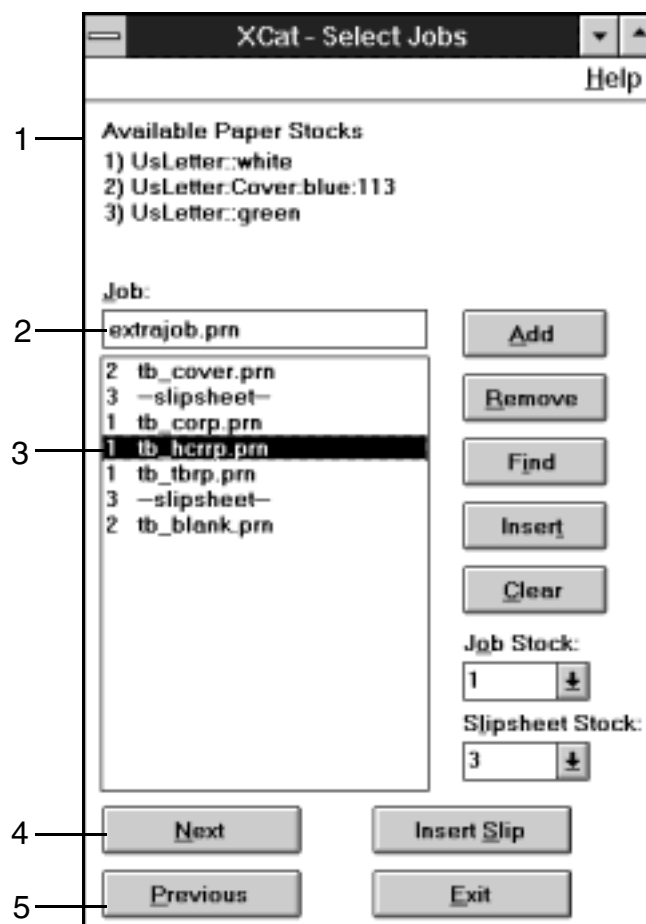 XCat - Select Jobs
Help
1
Available Paper Stocks
1) UsLetter::white
2) UsLetter:Cover:blue:113
3) UsLetter::green
Job:
2
extrajob.prn
Add
2 tb_cover.prn
3 --slipsheet--
Remove
1 tb_corp.prn
3
1 tb_hcrrp.prn
Find
1 tb_tbrp.prn
3 --slipsheet--
2 tb_blank.prn
Insert
Clear
Job Stock:
1
Slipsheet Stock:
3
4
Next
Insert Slip
5
Previous
Exit